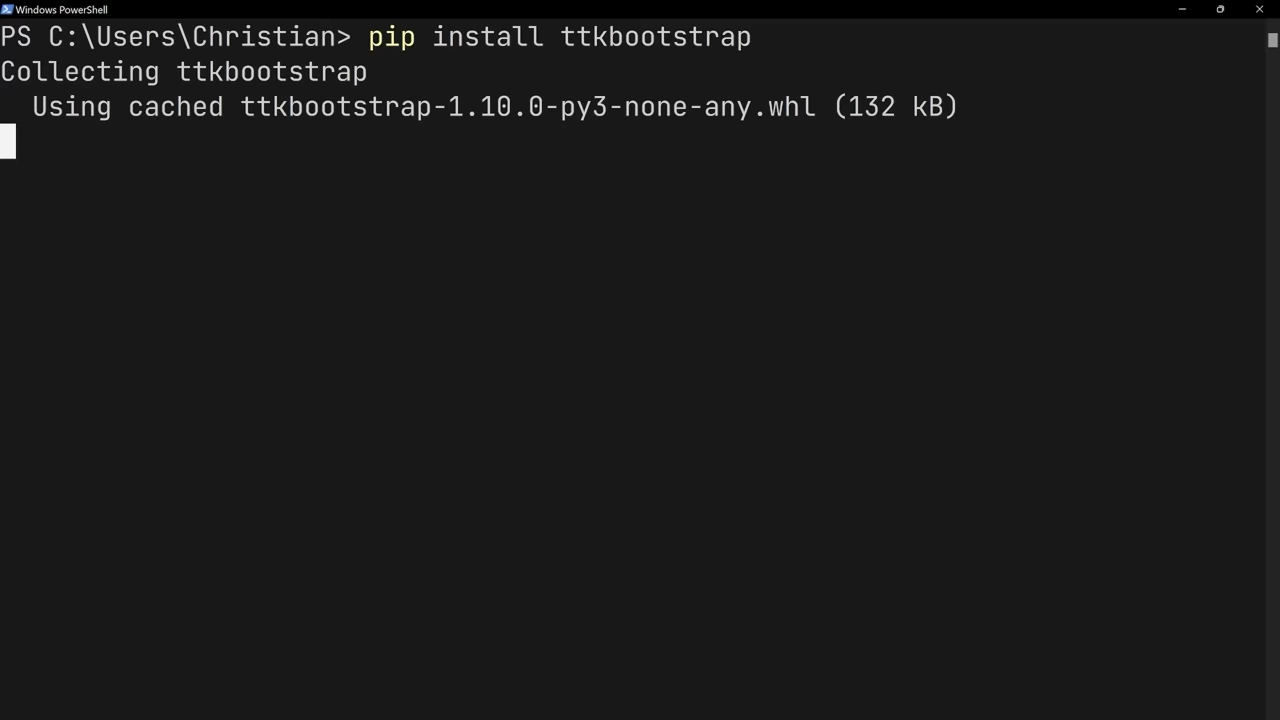 Windows PowerShell
PS C:\Users\Christian> pip install ttkbootstrap
Collecting ttkbootstrap
  Using cached ttkbootstrap-1.10.0-py3-none-any.whl (132 kB)